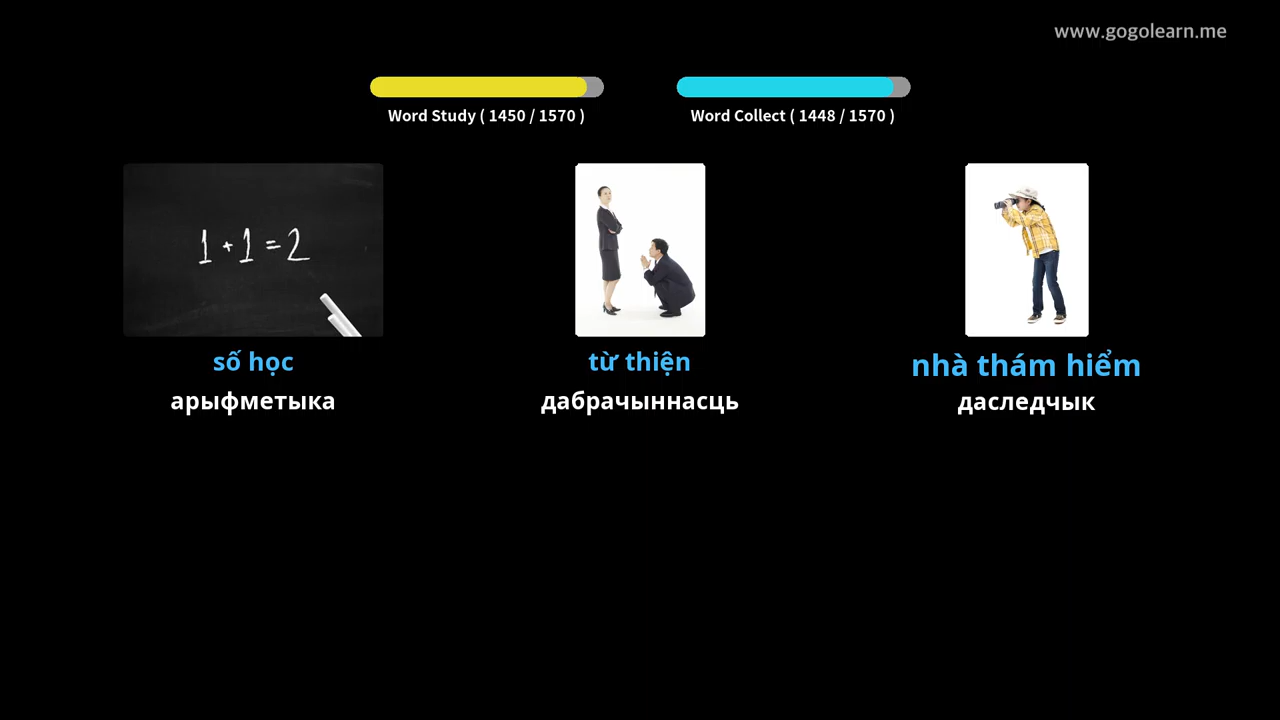 www.gogolearn.me
Word Study ( 1450 / 1570 )
Word Collect ( 1448 / 1570 )
1 + 1 = 2
số học
từ thiện
nhà thám hiểm
арыфметыка
дабрачыннасць
даследчык